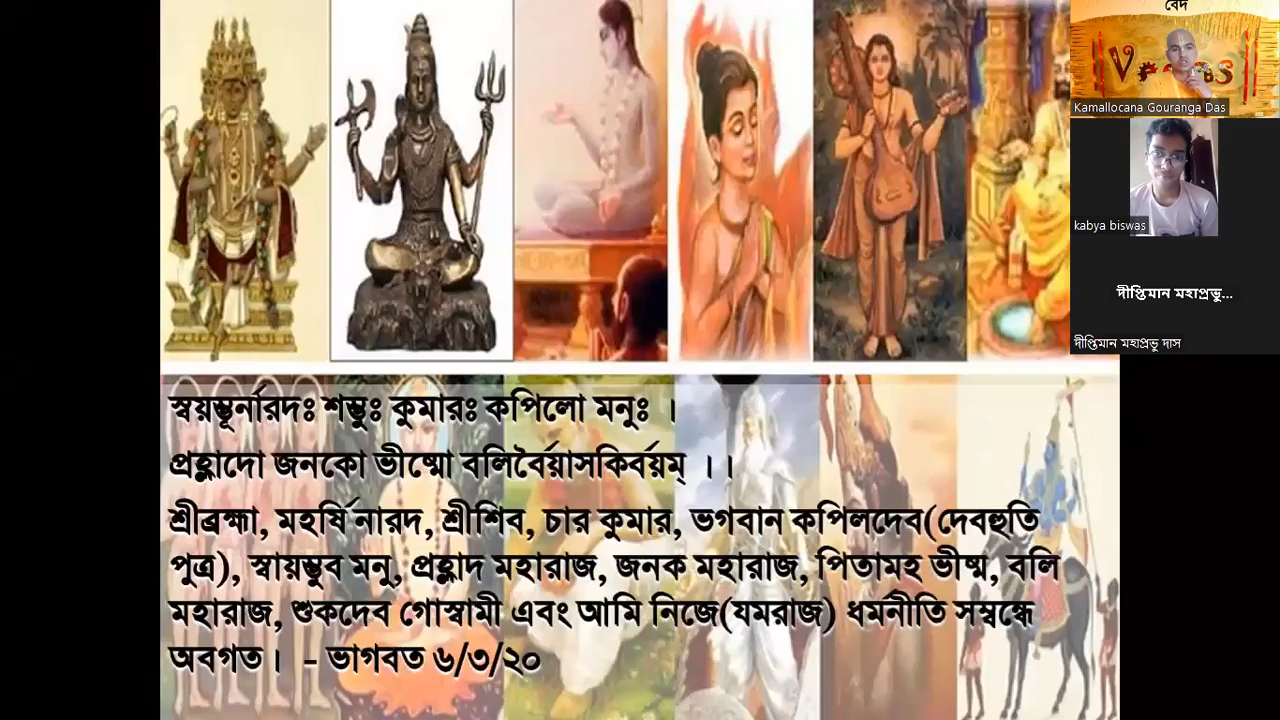 স্বয়ম্ভূর্নারদঃ শম্ভুঃ কুমারঃ কপিলো মনুঃ ।
প্রহ্লাদো জনকো ভীষ্মো বলির্বৈয়াসকির্বয়ম্ ।।
শ্রীব্রহ্মা, মহর্ষি নারদ, শ্রীশিব, চার কুমার, ভগবান কপিলদেব(দেবহুতি
পুত্র), স্বায়ম্ভুব মনু, প্রহ্লাদ মহারাজ, জনক মহারাজ, পিতামহ ভীষ্ম, বলি
মহারাজ, শুকদেব গোস্বামী এবং আমি নিজে(যমরাজ) ধর্মনীতি সম্বন্ধে
অবগত। - ভাগবত ৬/৩/২০
বেদ
Vedas
Kamallocana Gouranga Das
kabya biswas
দীপ্তিমান মহাপ্রভু...
দীপ্তিমান মহাপ্রভু দাস